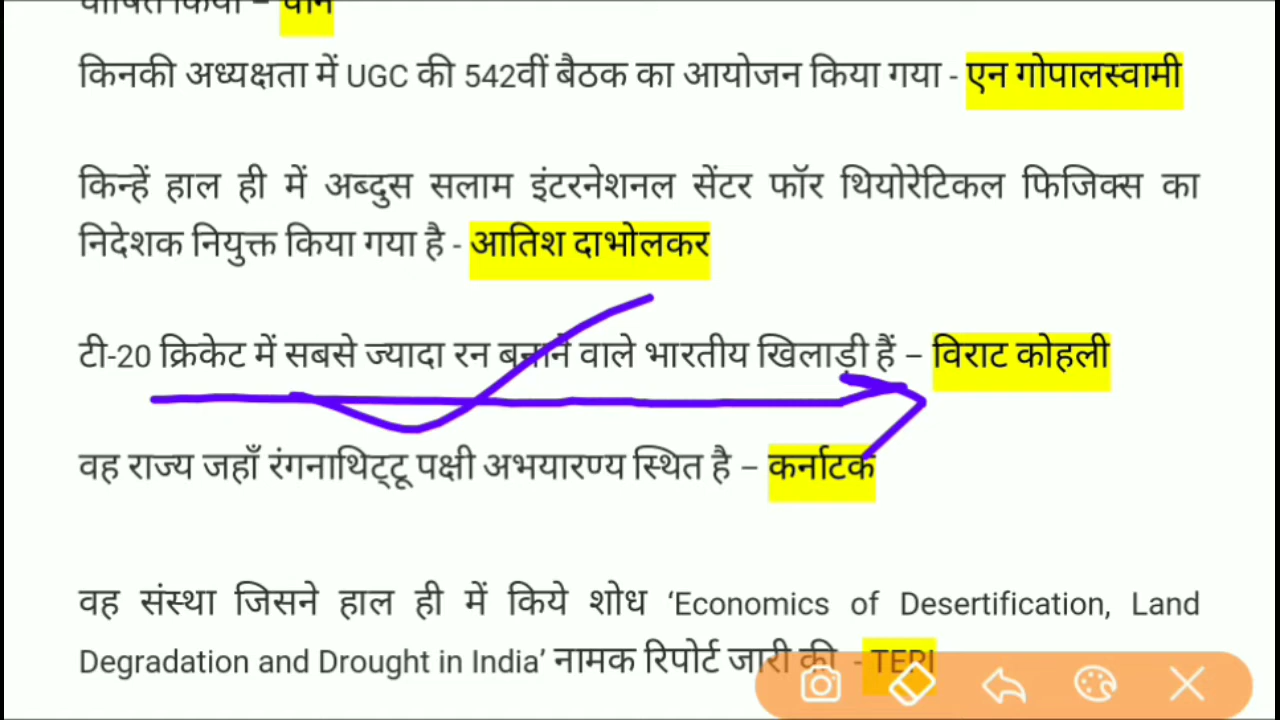 किनकी अध्यक्षता में UGC की 542वीं बैठक का आयोजन किया गया - एन गोपालस्वामी
किन्हें हाल ही में अब्दुस सलाम इंटरनेशनल सेंटर फॉर थियोरेटिकल फिजिक्स का
निदेशक नियुक्त किया गया है - आतिश दाभोलकर
टी-20 क्रिकेट में सबसे ज्यादा रन बनाने वाले भारतीय खिलाड़ी हैं – विराट कोहली
वह राज्य जहाँ रंगनाथिट्टू पक्षी अभयारण्य स्थित है – कर्नाटक
वह संस्था जिसने हाल ही में किये शोध ‘Economics of Desertification, Land
Degradation and Drought in India’ नामक रिपोर्ट जारी की - TERI